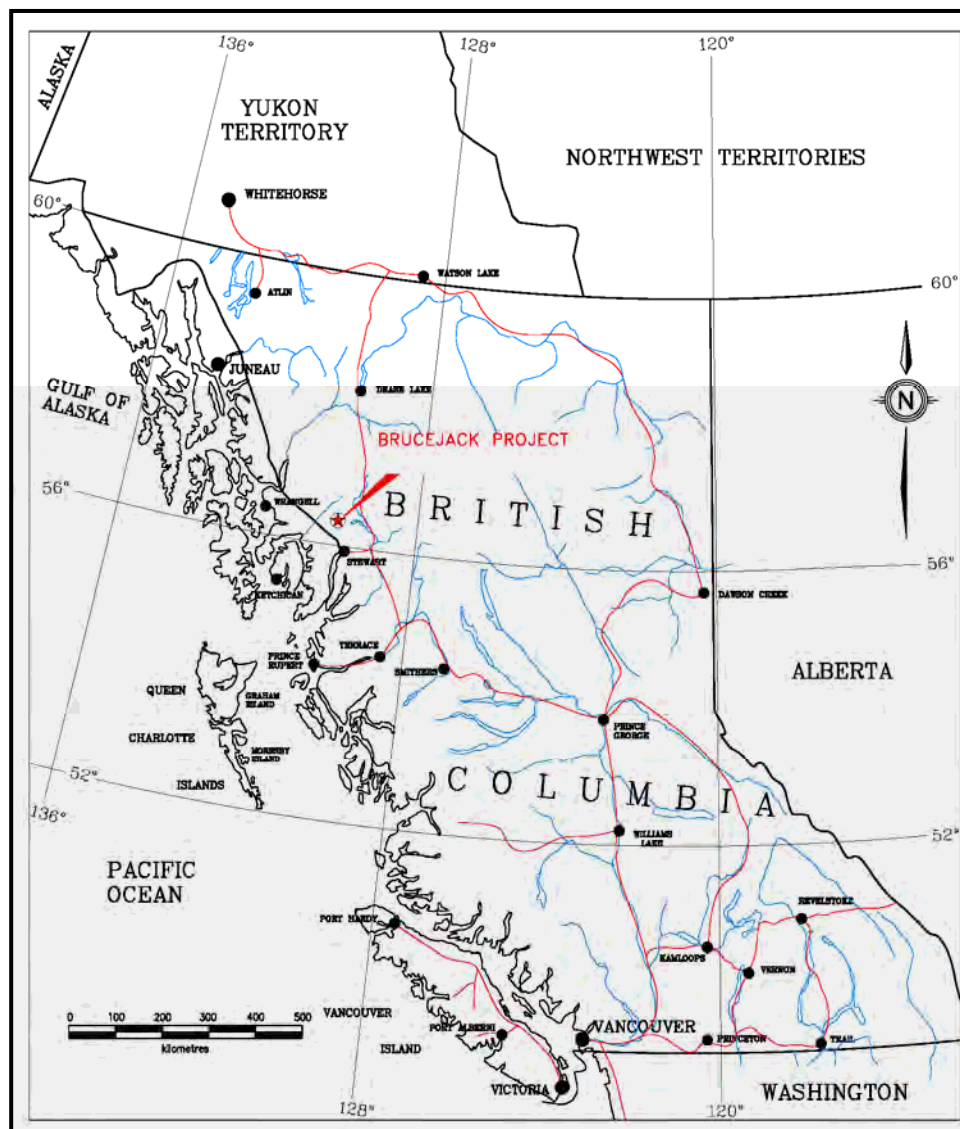 136°
128°
120°
ALASKA
YUKON
TERRITORY
NORTHWEST TERRITORIES
WHITEHORSE
60°
WATSON LAKE
60°
ATLIN
JUNEAU
GULF OF
ALASKA
DEASE LAKE
N
BRUCEJACK PROJECT
56°
WRANGELL
BRITISH
STEWART
56°
KETCHICAN
DAWSON CREEK
TERRACE
PRINCE
RUPERT
SMITHERS
ALBERTA
QUEEN
GRAHAM
ISLAND
PRINCE
GEORGE
CHARLOTTE
MORESBY
ISLAND
52°
ISLANDS
COLUMBIA
136°
WILLIAMS
LAKE
52°
PACIFIC
OCEAN
REVELSTOKE
PORT HARDY
KAMLOOPS
VERNON
0 100 200 300 400 500
kilometres
VANCOUVER
PORT ALBERNI
VANCOUVER
ISLAND
PRINCETON
TRAIL
VICTORIA
WASHINGTON
128°
120°